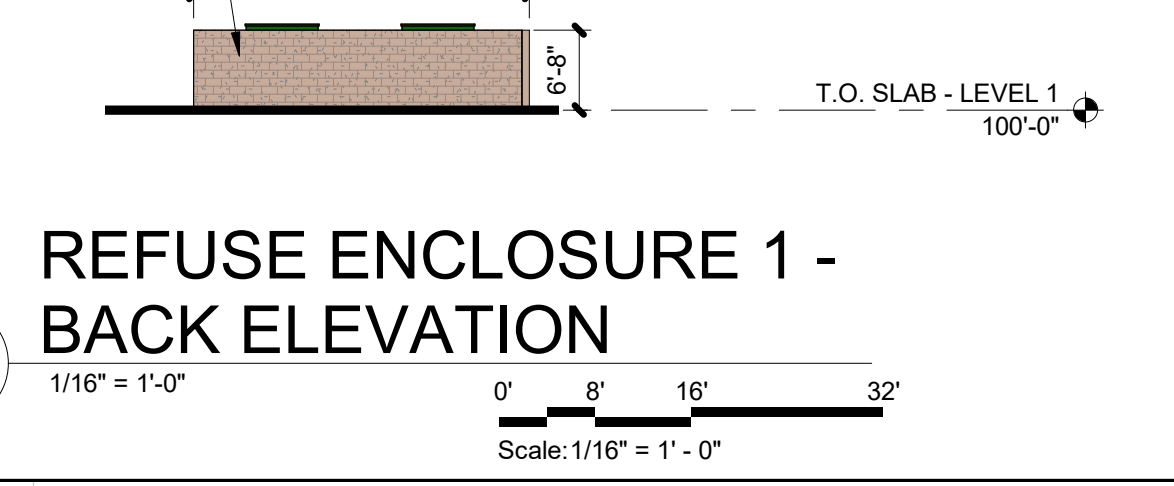 6'-8"
T.O. SLAB - LEVEL 1
100'-0"
REFUSE ENCLOSURE 1 -
BACK ELEVATION
1/16" = 1'-0"
0' 8' 16' 32'
Scale:1/16" = 1' - 0"